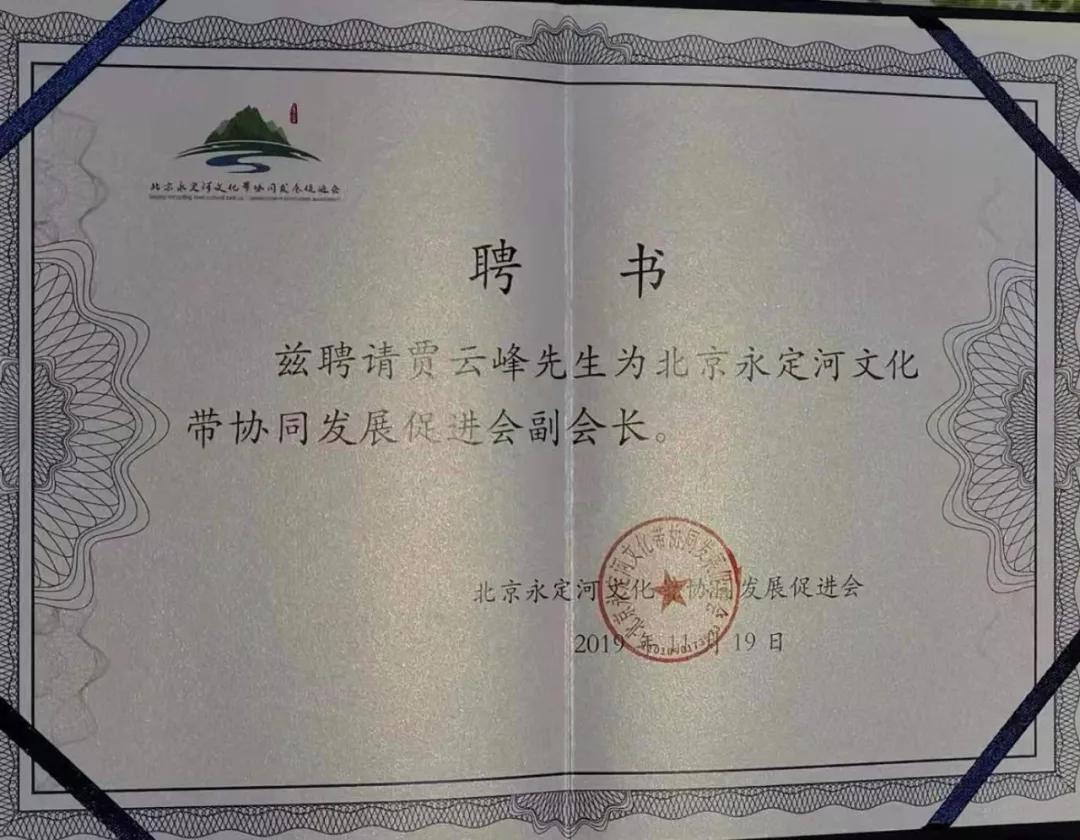 北京永定河文化带协同发展促进会
聘 书
兹聘请贾云峰先生为北京永定河文化
带协同发展促进会副会长。
北京永定河文化 协同发展促进会
2019年11月19日